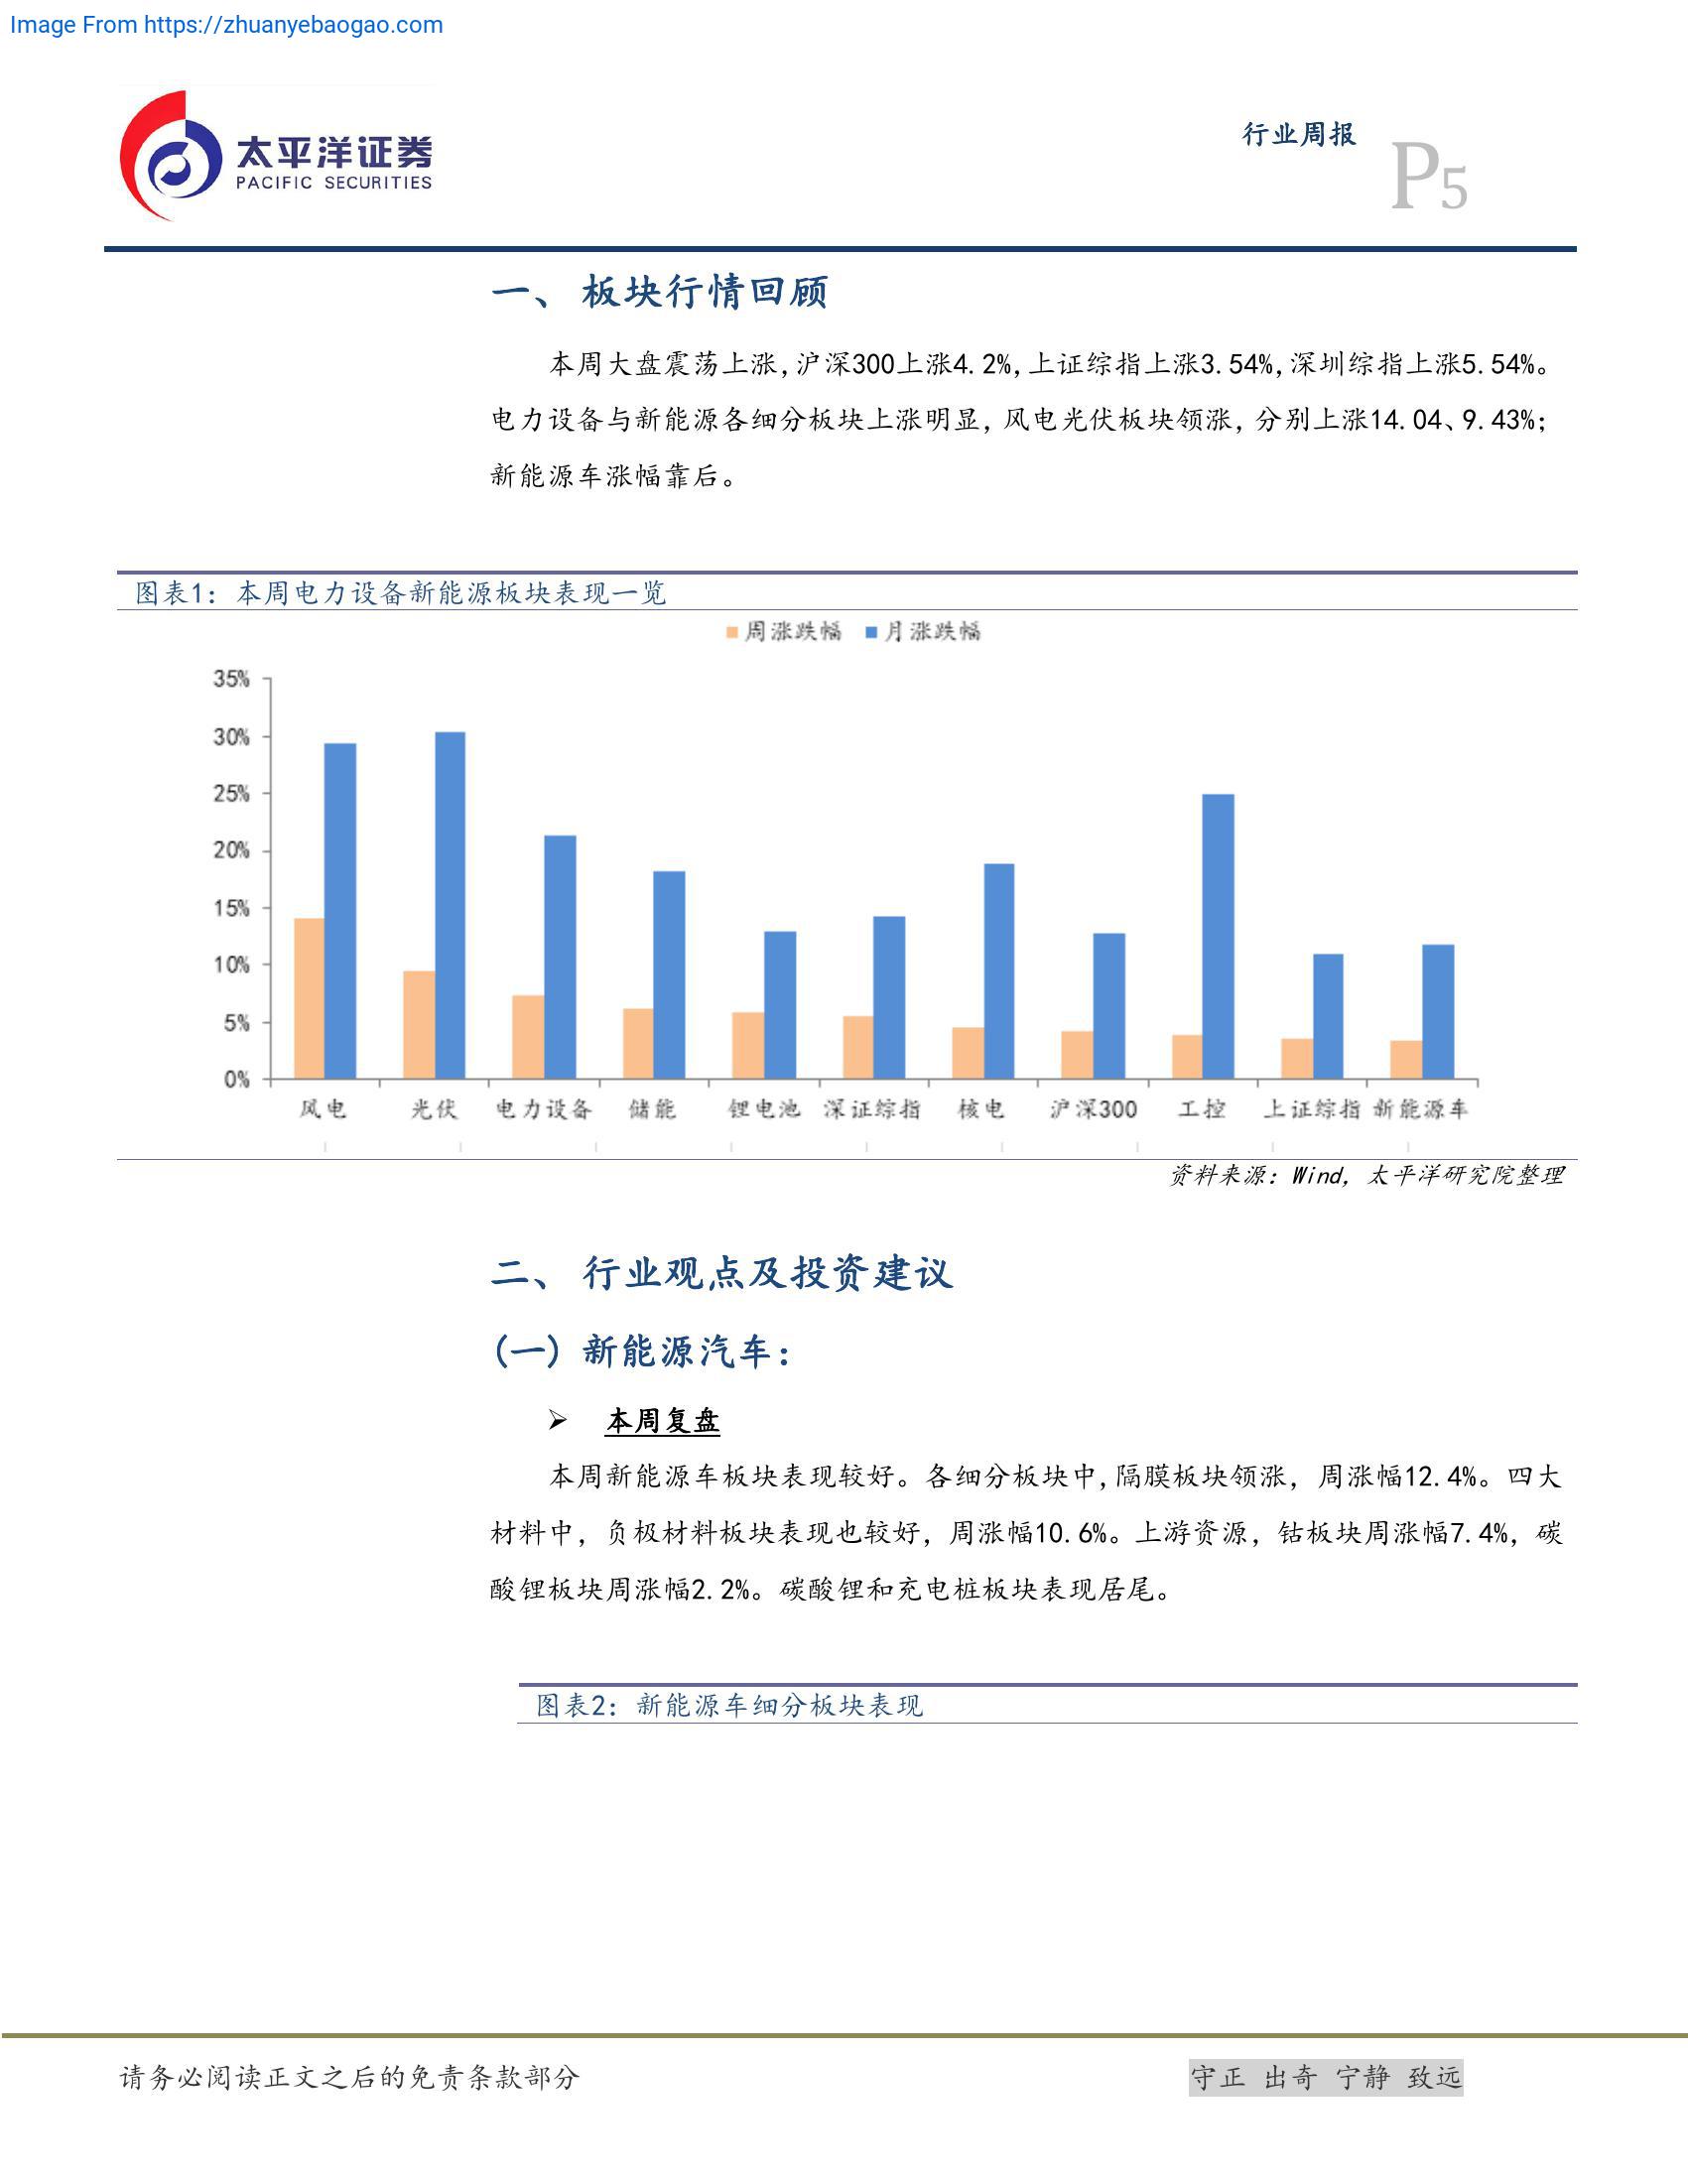 Image From https://zhuanyebaogao.com
太平洋证券
PACIFIC SECURITIES
行业周报
P5
一、 板块行情回顾
本周大盘震荡上涨,沪深300上涨4.2%,上证综指上涨3.54%,深圳综指上涨5.54%。
电力设备与新能源各细分板块上涨明显,风电光伏板块领涨,分别上涨14.04、9.43%;
新能源车涨幅靠后。
图表1：本周电力设备新能源板块表现一览
周涨跌幅 月涨跌幅
35%
30%
25%
20%
15%
10%
5%
0%
风电 光伏 电力设备 储能 锂电池 深证综指 核电 沪深300 工控 上证综指 新能源车
资料来源：Wind, 太平洋研究院整理
二、 行业观点及投资建议
(一) 新能源汽车：
➢ 本周复盘
本周新能源车板块表现较好。各细分板块中,隔膜板块领涨, 周涨幅12.4%。四大
材料中, 负极材料板块表现也较好, 周涨幅10.6%。上游资源, 钴板块周涨幅7.4%, 碳
酸锂板块周涨幅2.2%。碳酸锂和充电桩板块表现居尾。
图表2：新能源车细分板块表现
请务必阅读正文之后的免责条款部分
守正 出奇 宁静 致远